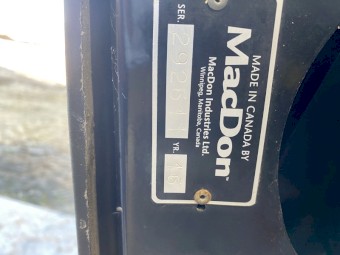 MADE IN CANADA BY
MacDon
MacDon Industries Ltd.
Winnipeg, Manitoba, Canada
SER.
YR.